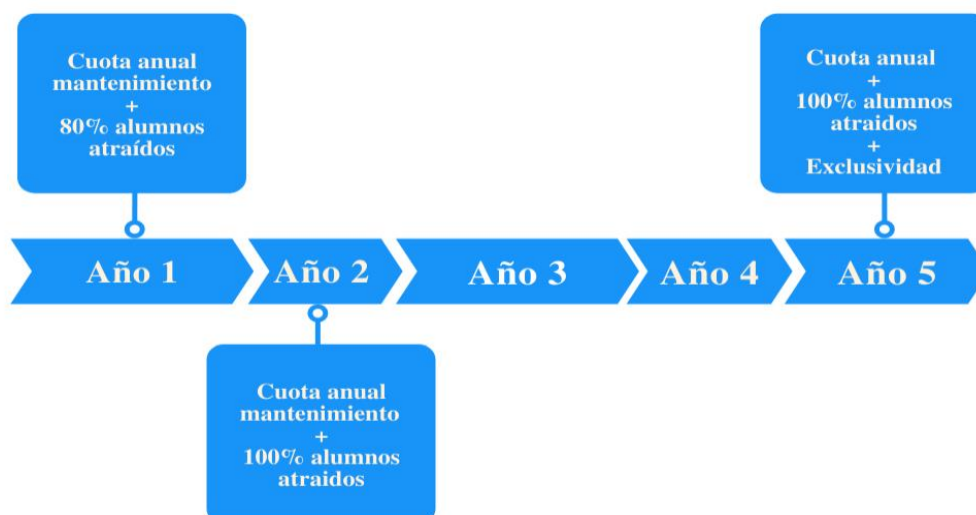 Cuota anual
mantenimiento
+
80% alumnos
atraídos
Cuota anual
+
100% alumnos
atraidos
+
Exclusividad
Año 1
Año 2
Año 3
Año 4
Año 5
Cuota anual
mantenimiento
+
100% alumnos
atraidos